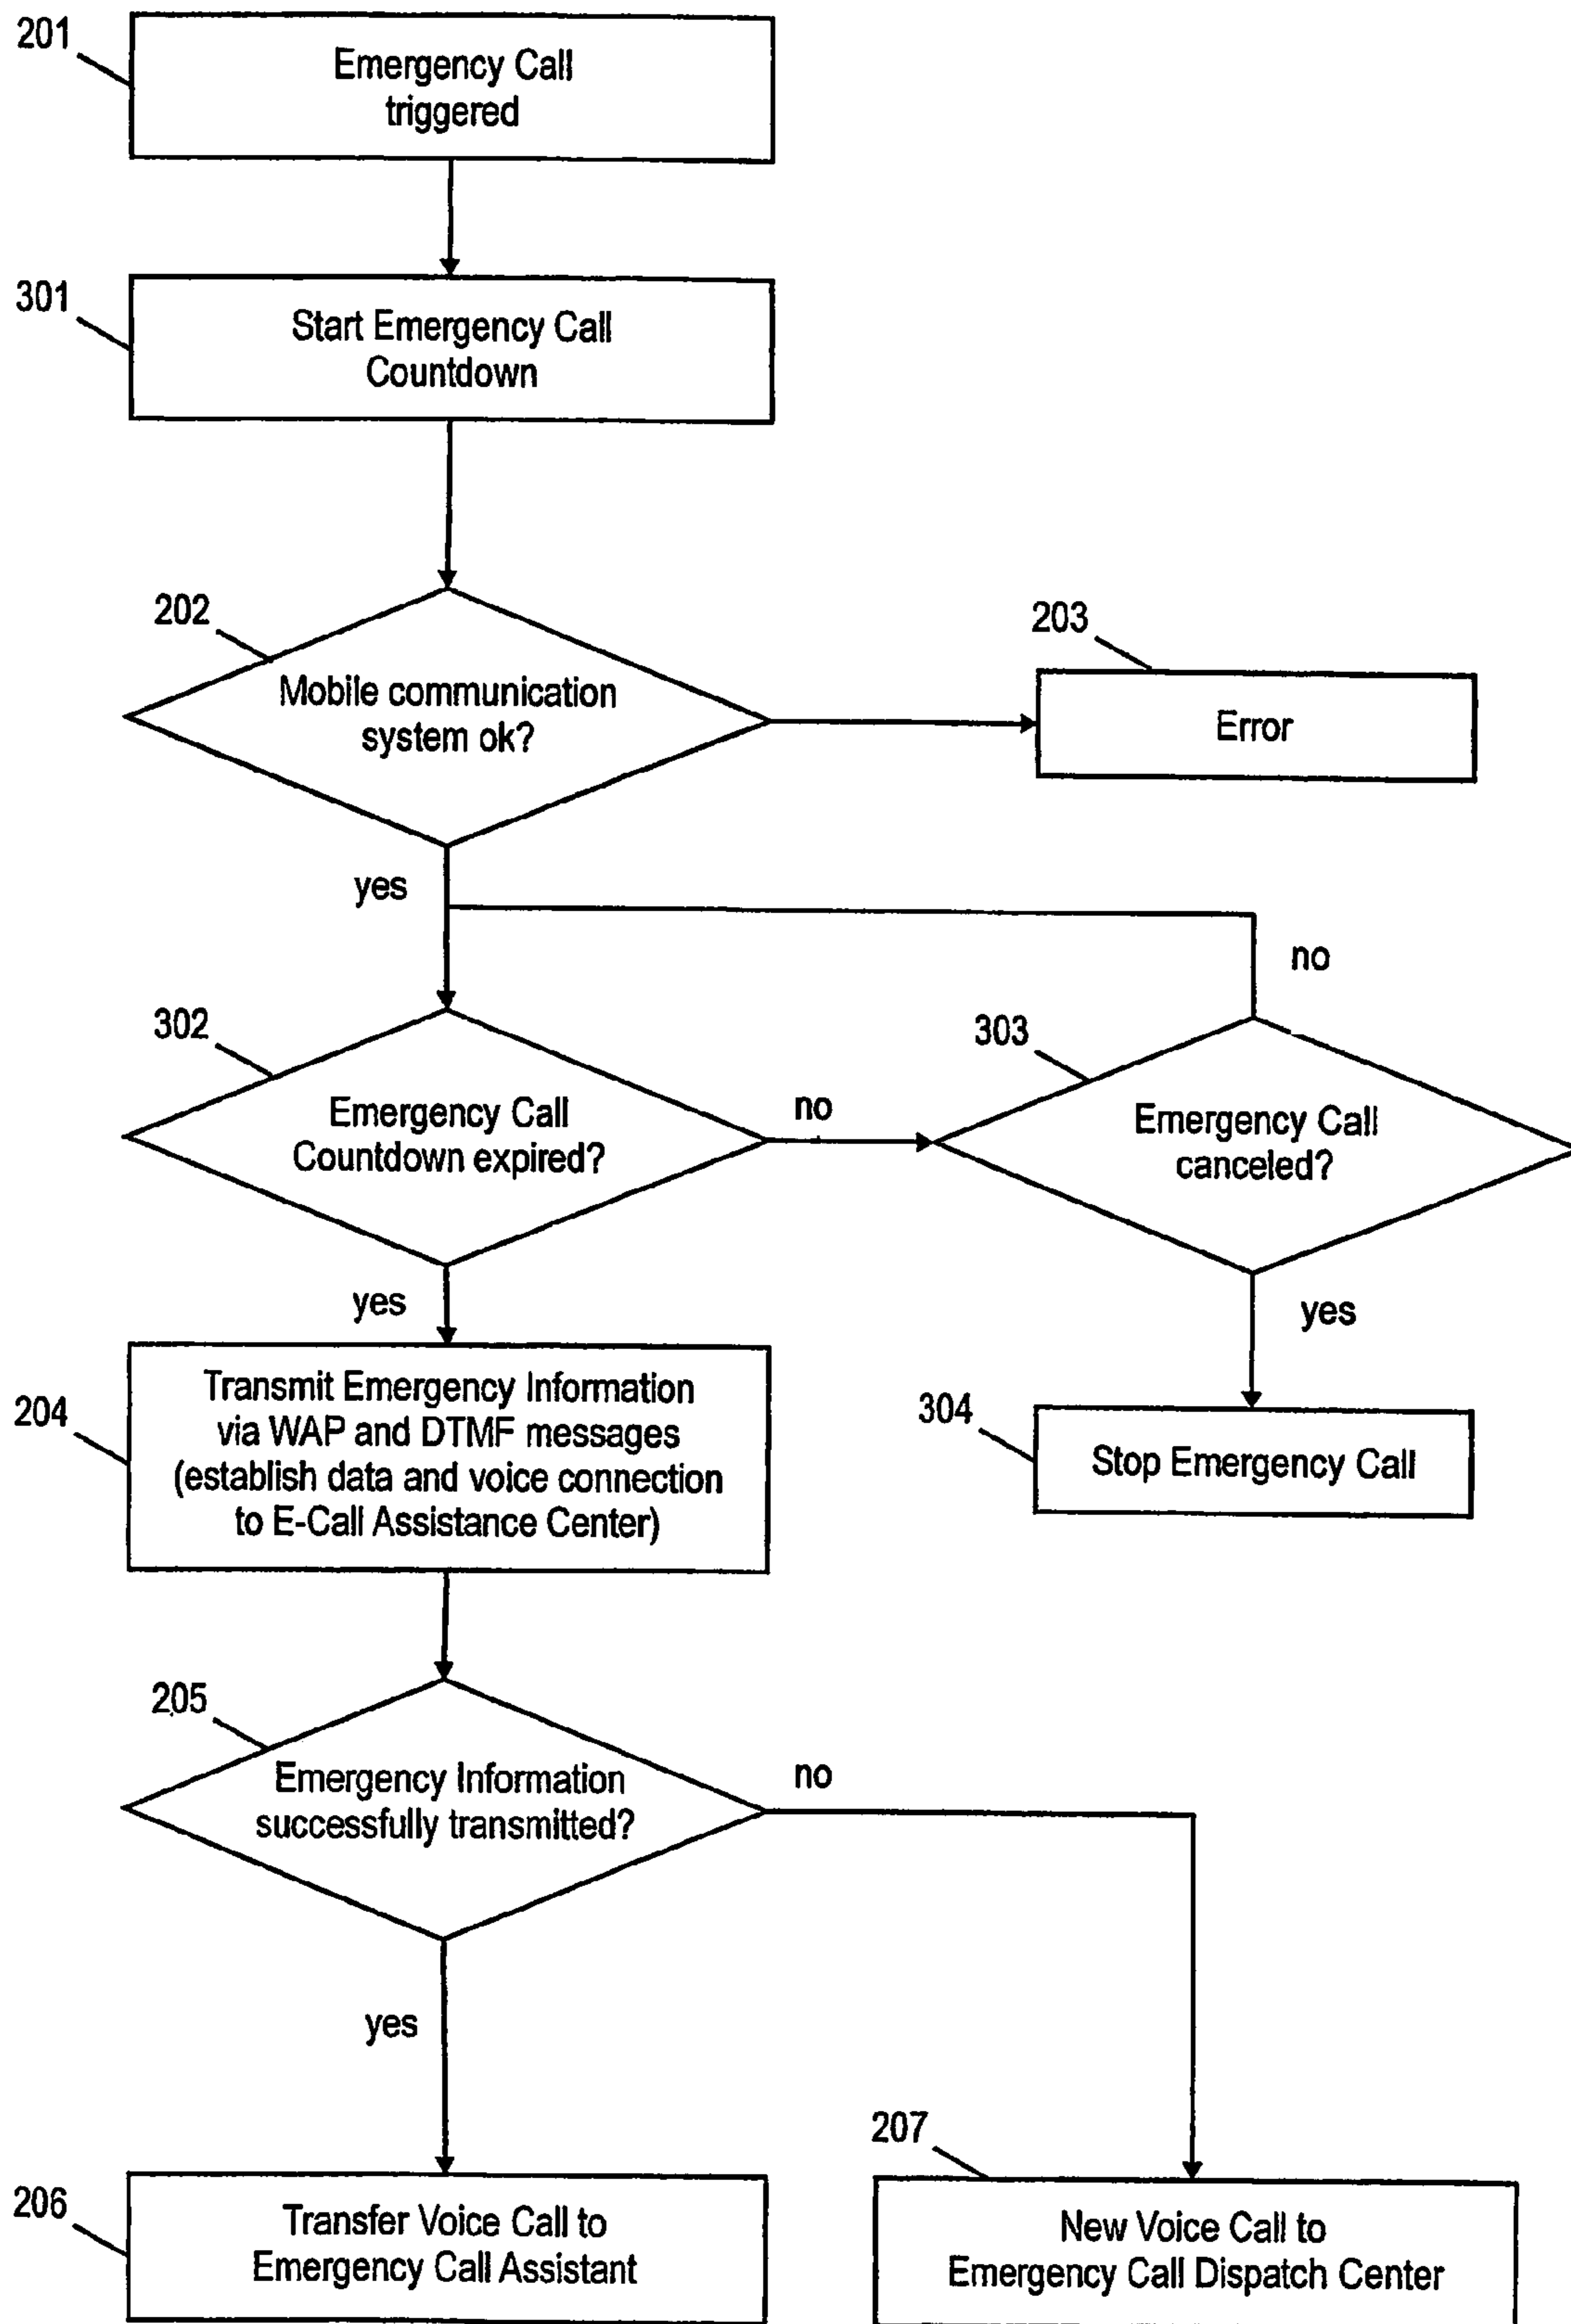 201
Emergency Call
triggered
301
Start Emergency Call
Countdown
202
Mobile communication
system ok?
203
Error
yes
no
302
Emergency Call
Countdown expired?
no
303
Emergency Call
canceled?
yes
yes
204
Transmit Emergency Information
via WAP and DTMF messages
(establish data and voice connection
to E-Call Assistance Center)
304
Stop Emergency Call
205
Emergency Information
successfully transmitted?
no
yes
206
Transfer Voice Call to
Emergency Call Assistant
207
New Voice Call to
Emergency Call Dispatch Center